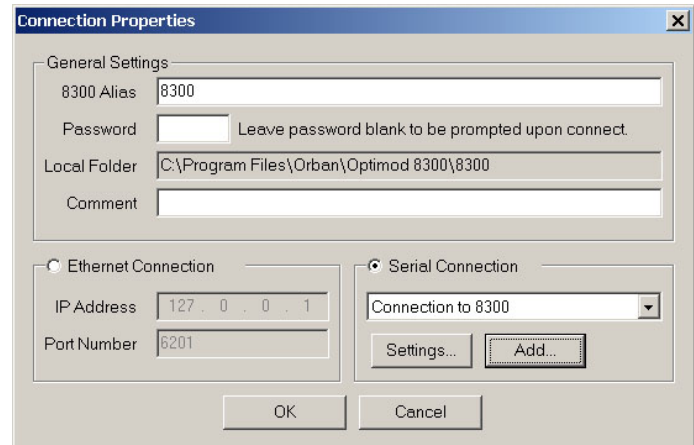 Connection Properties
General Settings
8300 Alias 8300
Password Leave password blank to be prompted upon connect.
Local Folder C:\Program Files\Orban\Optimod 8300\8300
Comment
Ethernet Connection
IP Address 127 . 0 . 0 . 1
Port Number 6201
Serial Connection
Connection to 8300
Settings... Add...
OK Cancel